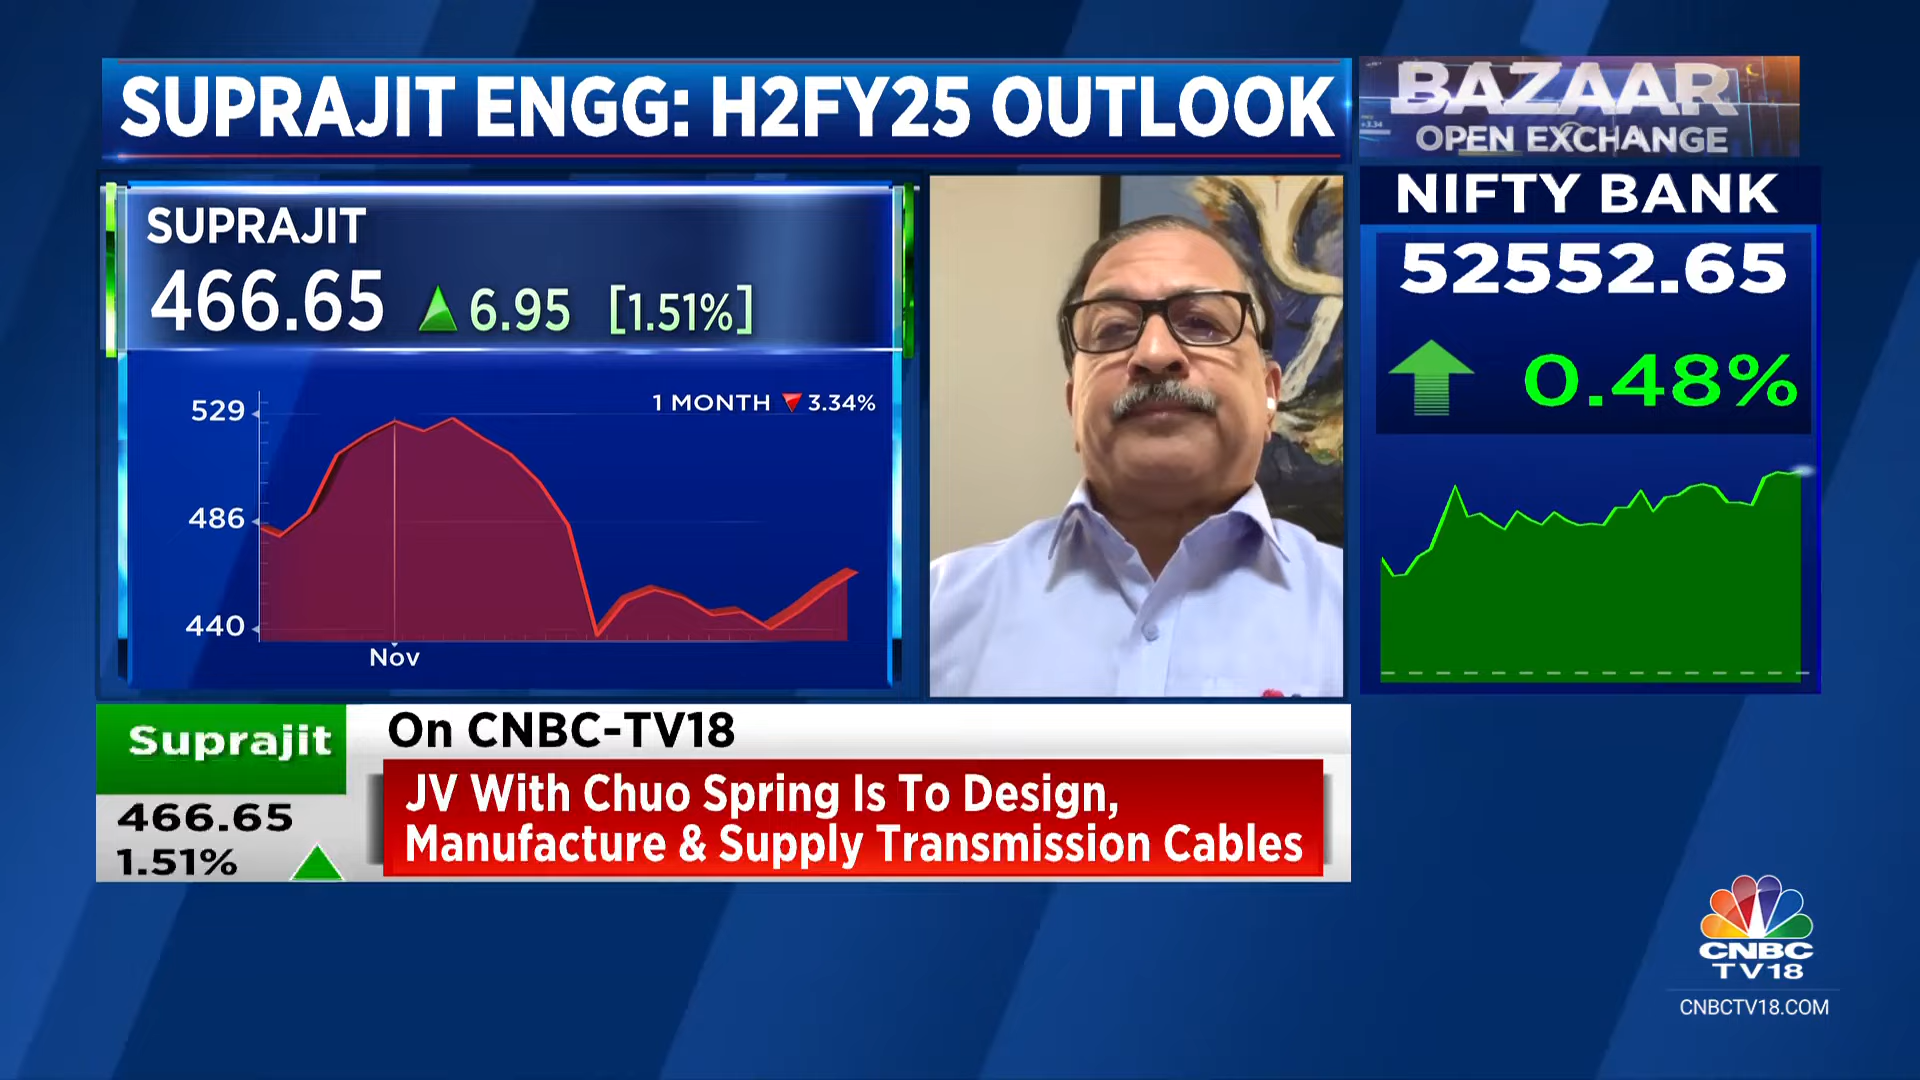 SUPRAJIT ENGG: H2FY25 OUTLOOK
BAZAAR
OPEN EXCHANGE
SUPRAJIT
466.65 ▲ 6.95 [1.51%]
1 MONTH ▼ 3.34%
529
486
440
Nov
NIFTY BANK
52552.65
0.48%
Suprajit
466.65
1.51%
On CNBC-TV18
JV With Chuo Spring Is To Design,
Manufacture & Supply Transmission Cables
CNBC
TV18
CNBCTV18.COM